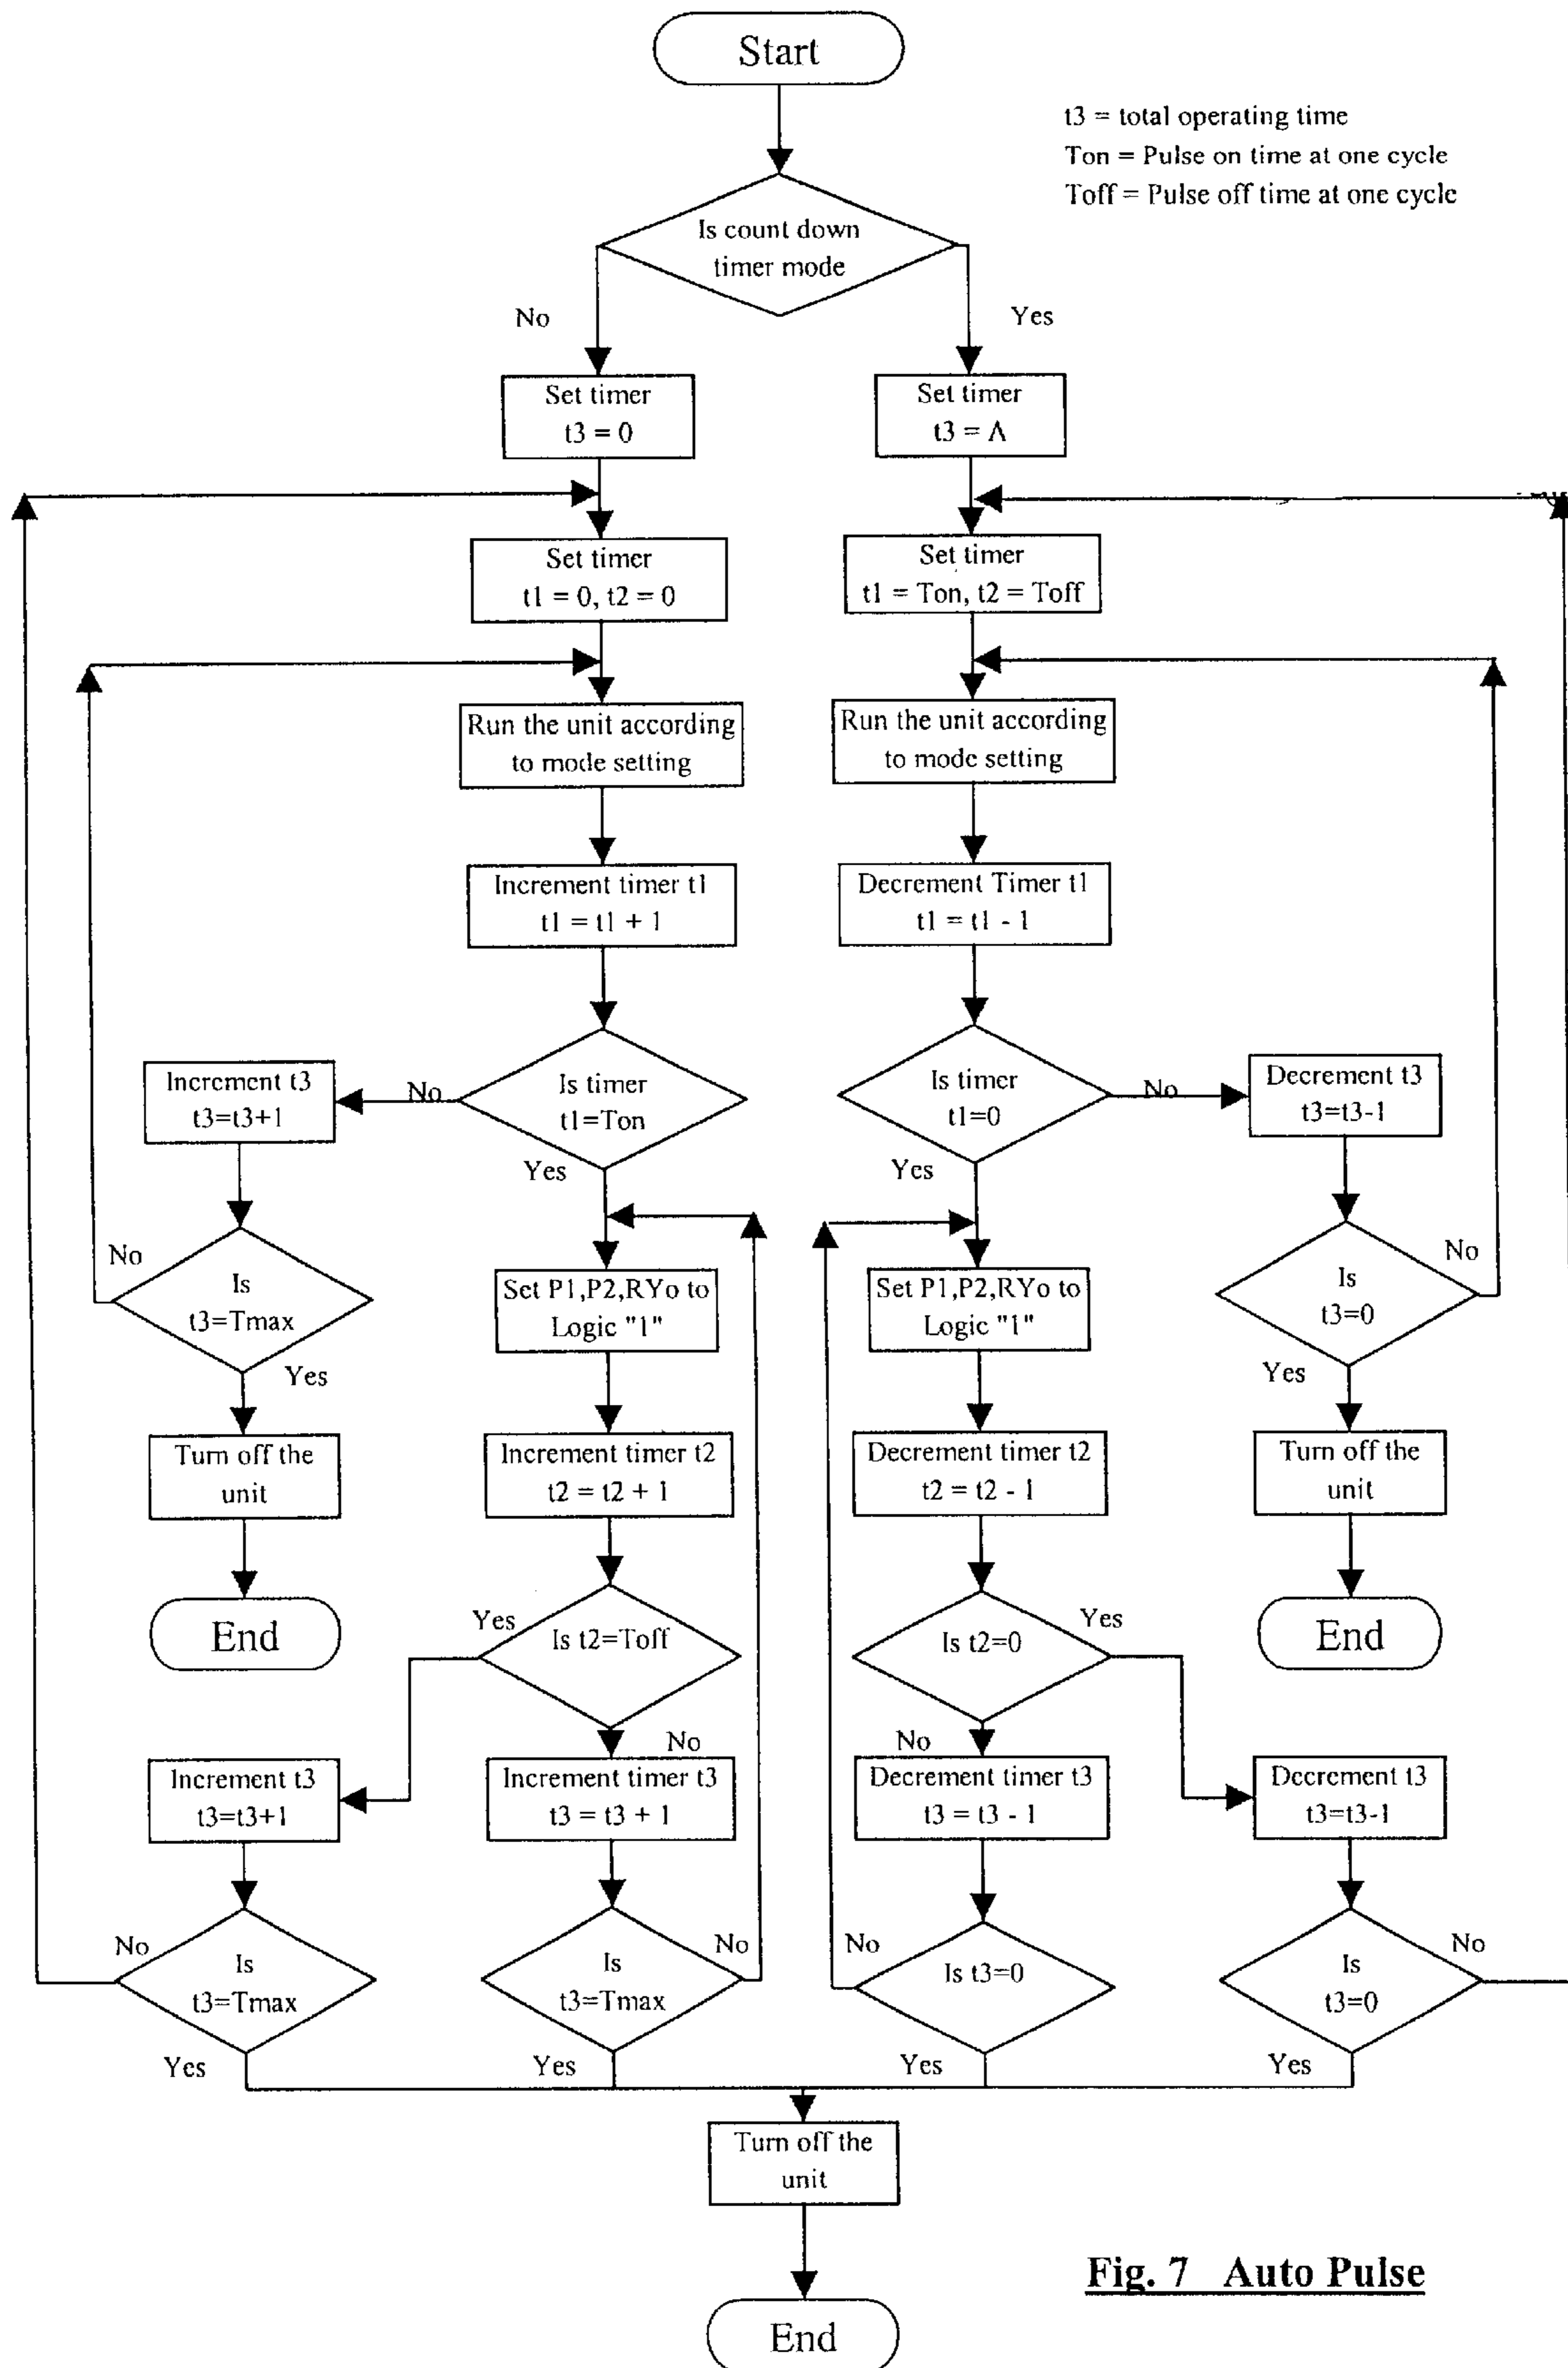 Start
t3 = total operating time
Ton = Pulse on time at one cycle
Toff = Pulse off time at one cycle
Is count down
timer mode
No
Yes
Set timer
t3 = 0
Set timer
t3 = A
Set timer
t1 = 0, t2 = 0
Set timer
t1 = Ton, t2 = Toff
Run the unit according
to mode setting
Run the unit according
to mode setting
Increment timer t1
t1 = t1 + 1
Decrement Timer t1
t1 = t1 - 1
Increment t3
t3=t3+1
No
Is timer
t1=Ton
Yes
Is timer
t1=0
Yes
No
Decrement t3
t3=t3-1
No
Is
t3=Tmax
Yes
Set P1,P2,RYo to
Logic "1"
Set P1,P2,RYo to
Logic "1"
Is
t3=0
No
Yes
Turn off the
unit
Increment timer t2
t2 = t2 + 1
Decrement timer t2
t2 = t2 - 1
Turn off the
unit
End
Yes
Is t2=Toff
No
Is t2=0
Yes
No
End
Increment t3
t3=t3+1
Increment timer t3
t3 = t3 + 1
Decrement timer t3
t3 = t3 - 1
Decrement t3
t3=t3-1
No
Is
t3=Tmax
Yes
Is
t3=Tmax
No
Yes
No
Is t3=0
Yes
Is
t3=0
No
Yes
Turn off the
unit
End
Fig. 7 Auto Pulse